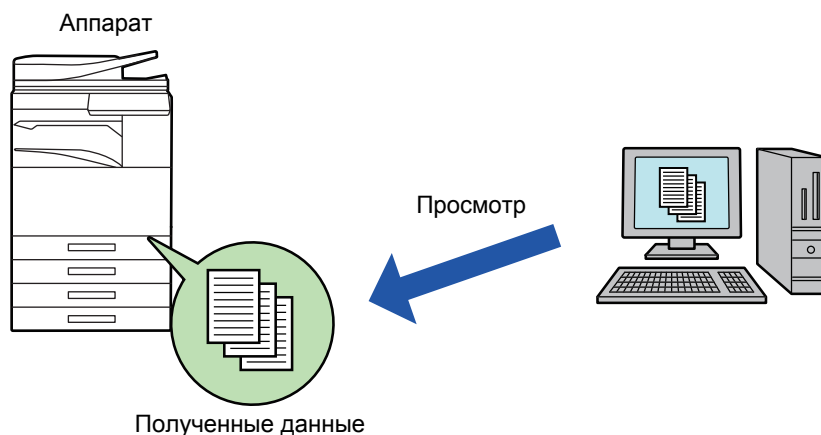 Аппарат
Просмотр
Полученные данные